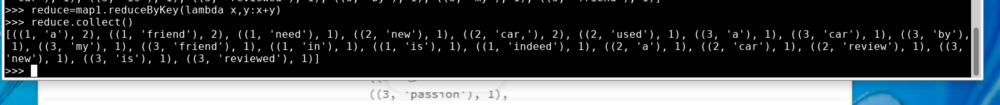 >>> reduce=map1.reduceByKey(lambda x,y:x+y)
>>> reduce.collect()
[((1, 'a'), 2), ((1, 'friend'), 2), ((1, 'need'), 1), ((2, 'new'), 1), ((2, 'car,'), 2), ((2, 'used'), 1), ((3, 'a'), 1), ((3, 'car'), 1), ((3, 'by'),
 1), ((3, 'my'), 1), ((3, 'friend'), 1), ((1, 'in'), 1), ((1, 'is'), 1), ((1, 'indeed'), 1), ((2, 'a'), 1), ((2, 'car'), 1), ((2, 'review'), 1), ((3,
'new'), 1), ((3, 'is'), 1), ((3, 'reviewed'), 1)]
>>>
((3, 'passion'), 1),